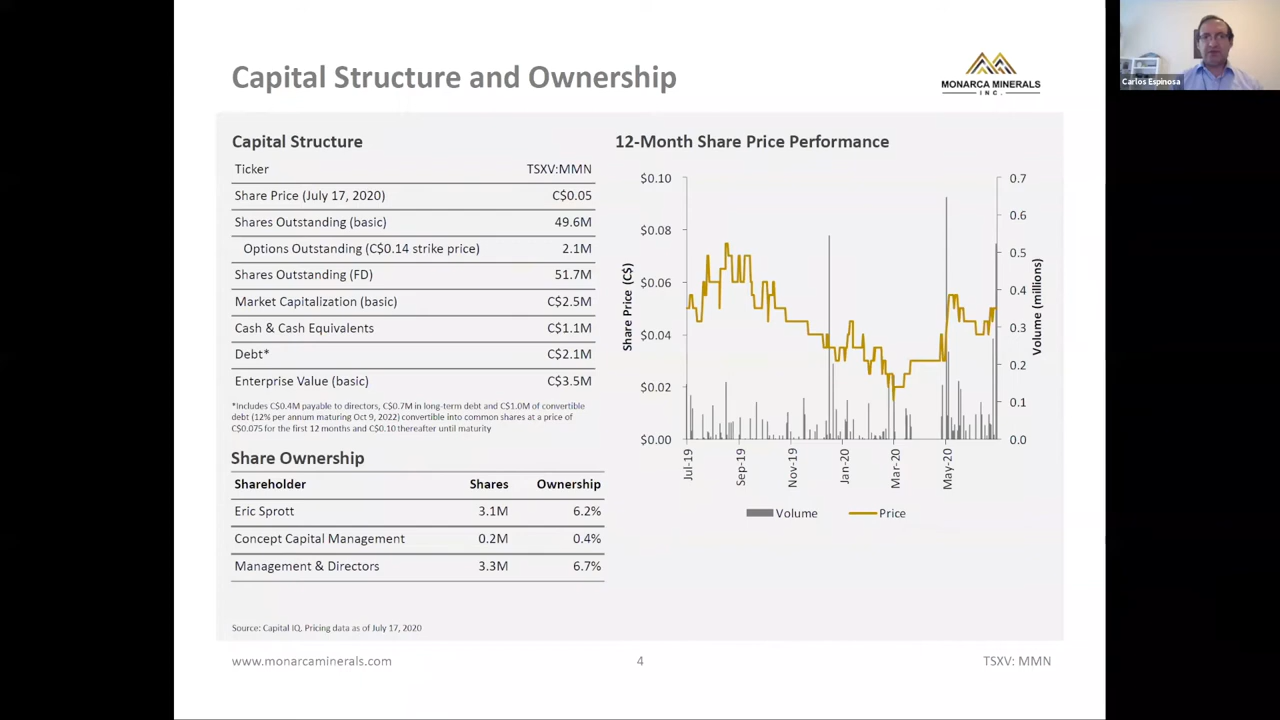 Capital Structure and Ownership
MONARCA MINERALS
INC.
Carlos Espinosa
Capital Structure
Ticker TSXV:MMN
Share Price (July 17, 2020) C$0.05
Shares Outstanding (basic) 49.6M
Options Outstanding (C$0.14 strike price) 2.1M
Shares Outstanding (FD) 51.7M
Market Capitalization (basic) C$2.5M
Cash & Cash Equivalents C$1.1M
Debt* C$2.1M
Enterprise Value (basic) C$3.5M
*Includes C$0.4M payable to directors, C$0.7M in long-term debt and C$1.0M of convertible
debt (12% per annum maturing Oct 9, 2022) convertible into common shares at a price of
C$0.075 for the first 12 months and C$0.10 thereafter until maturity
Share Ownership
Shareholder Shares Ownership
Eric Sprott 3.1M 6.2%
Concept Capital Management 0.2M 0.4%
Management & Directors 3.3M 6.7%
12-Month Share Price Performance
Share Price (C$)
$0.10
$0.08
$0.06
$0.04
$0.02
$0.00
0.7
0.6
0.5
0.4
0.3
0.2
0.1
0.0
Volume (millions)
Jul-19
Sep-19
Nov-19
Jan-20
Mar-20
May-20
Volume Price
Source: Capital IQ. Pricing data as of July 17, 2020
www.monarcaminerals.com 4 TSXV: MMN